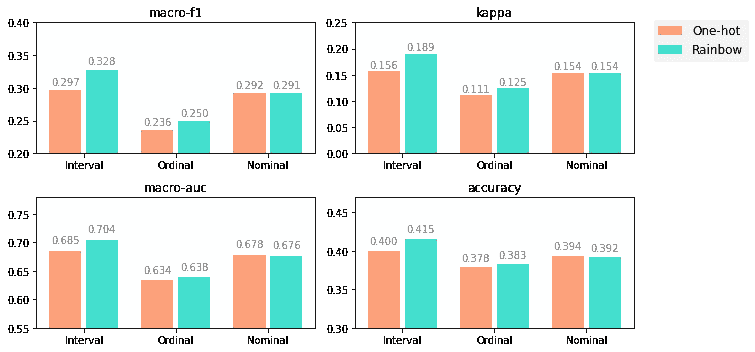 macro-f1
0.40
0.35
0.30
0.25
0.20
0.297
0.328
0.236
0.250
0.292
0.291
Interval
Ordinal
Nominal
kappa
0.25
0.20
0.15
0.10
0.05
0.00
0.156
0.189
0.111
0.125
0.154
0.154
Interval
Ordinal
Nominal
One-hot
Rainbow
macro-auc
0.75
0.70
0.65
0.60
0.55
0.685
0.704
0.634
0.638
0.678
0.676
Interval
Ordinal
Nominal
accuracy
0.45
0.40
0.35
0.30
0.400
0.415
0.378
0.383
0.394
0.392
Interval
Ordinal
Nominal